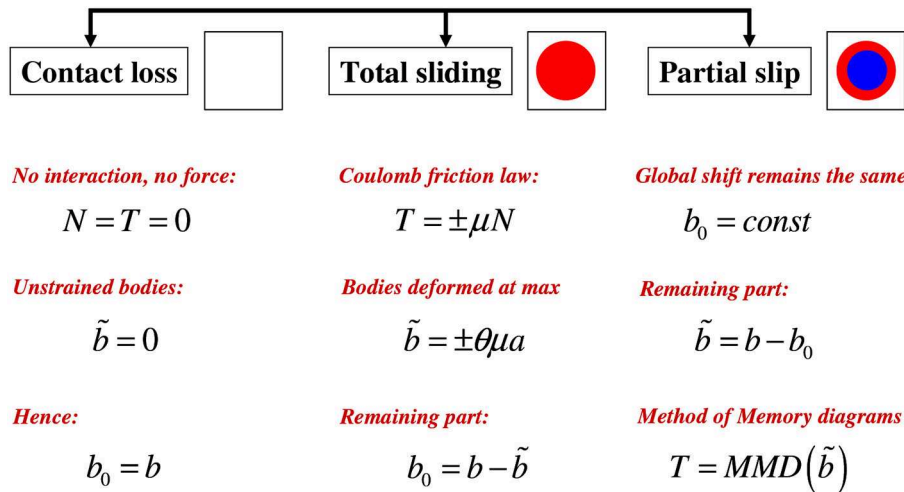 Contact loss
Total sliding
Partial slip
No interaction, no force:
N = T = 0
Unstrained bodies:
b̃ = 0
Hence:
b₀ = b
Coulomb friction law:
T = ±μN
Bodies deformed at max
b̃ = ±θμa
Remaining part:
b₀ = b − b̃
Global shift remains the same
b₀ = const
Remaining part:
b̃ = b − b₀
Method of Memory diagrams
T = MMD(b̃)